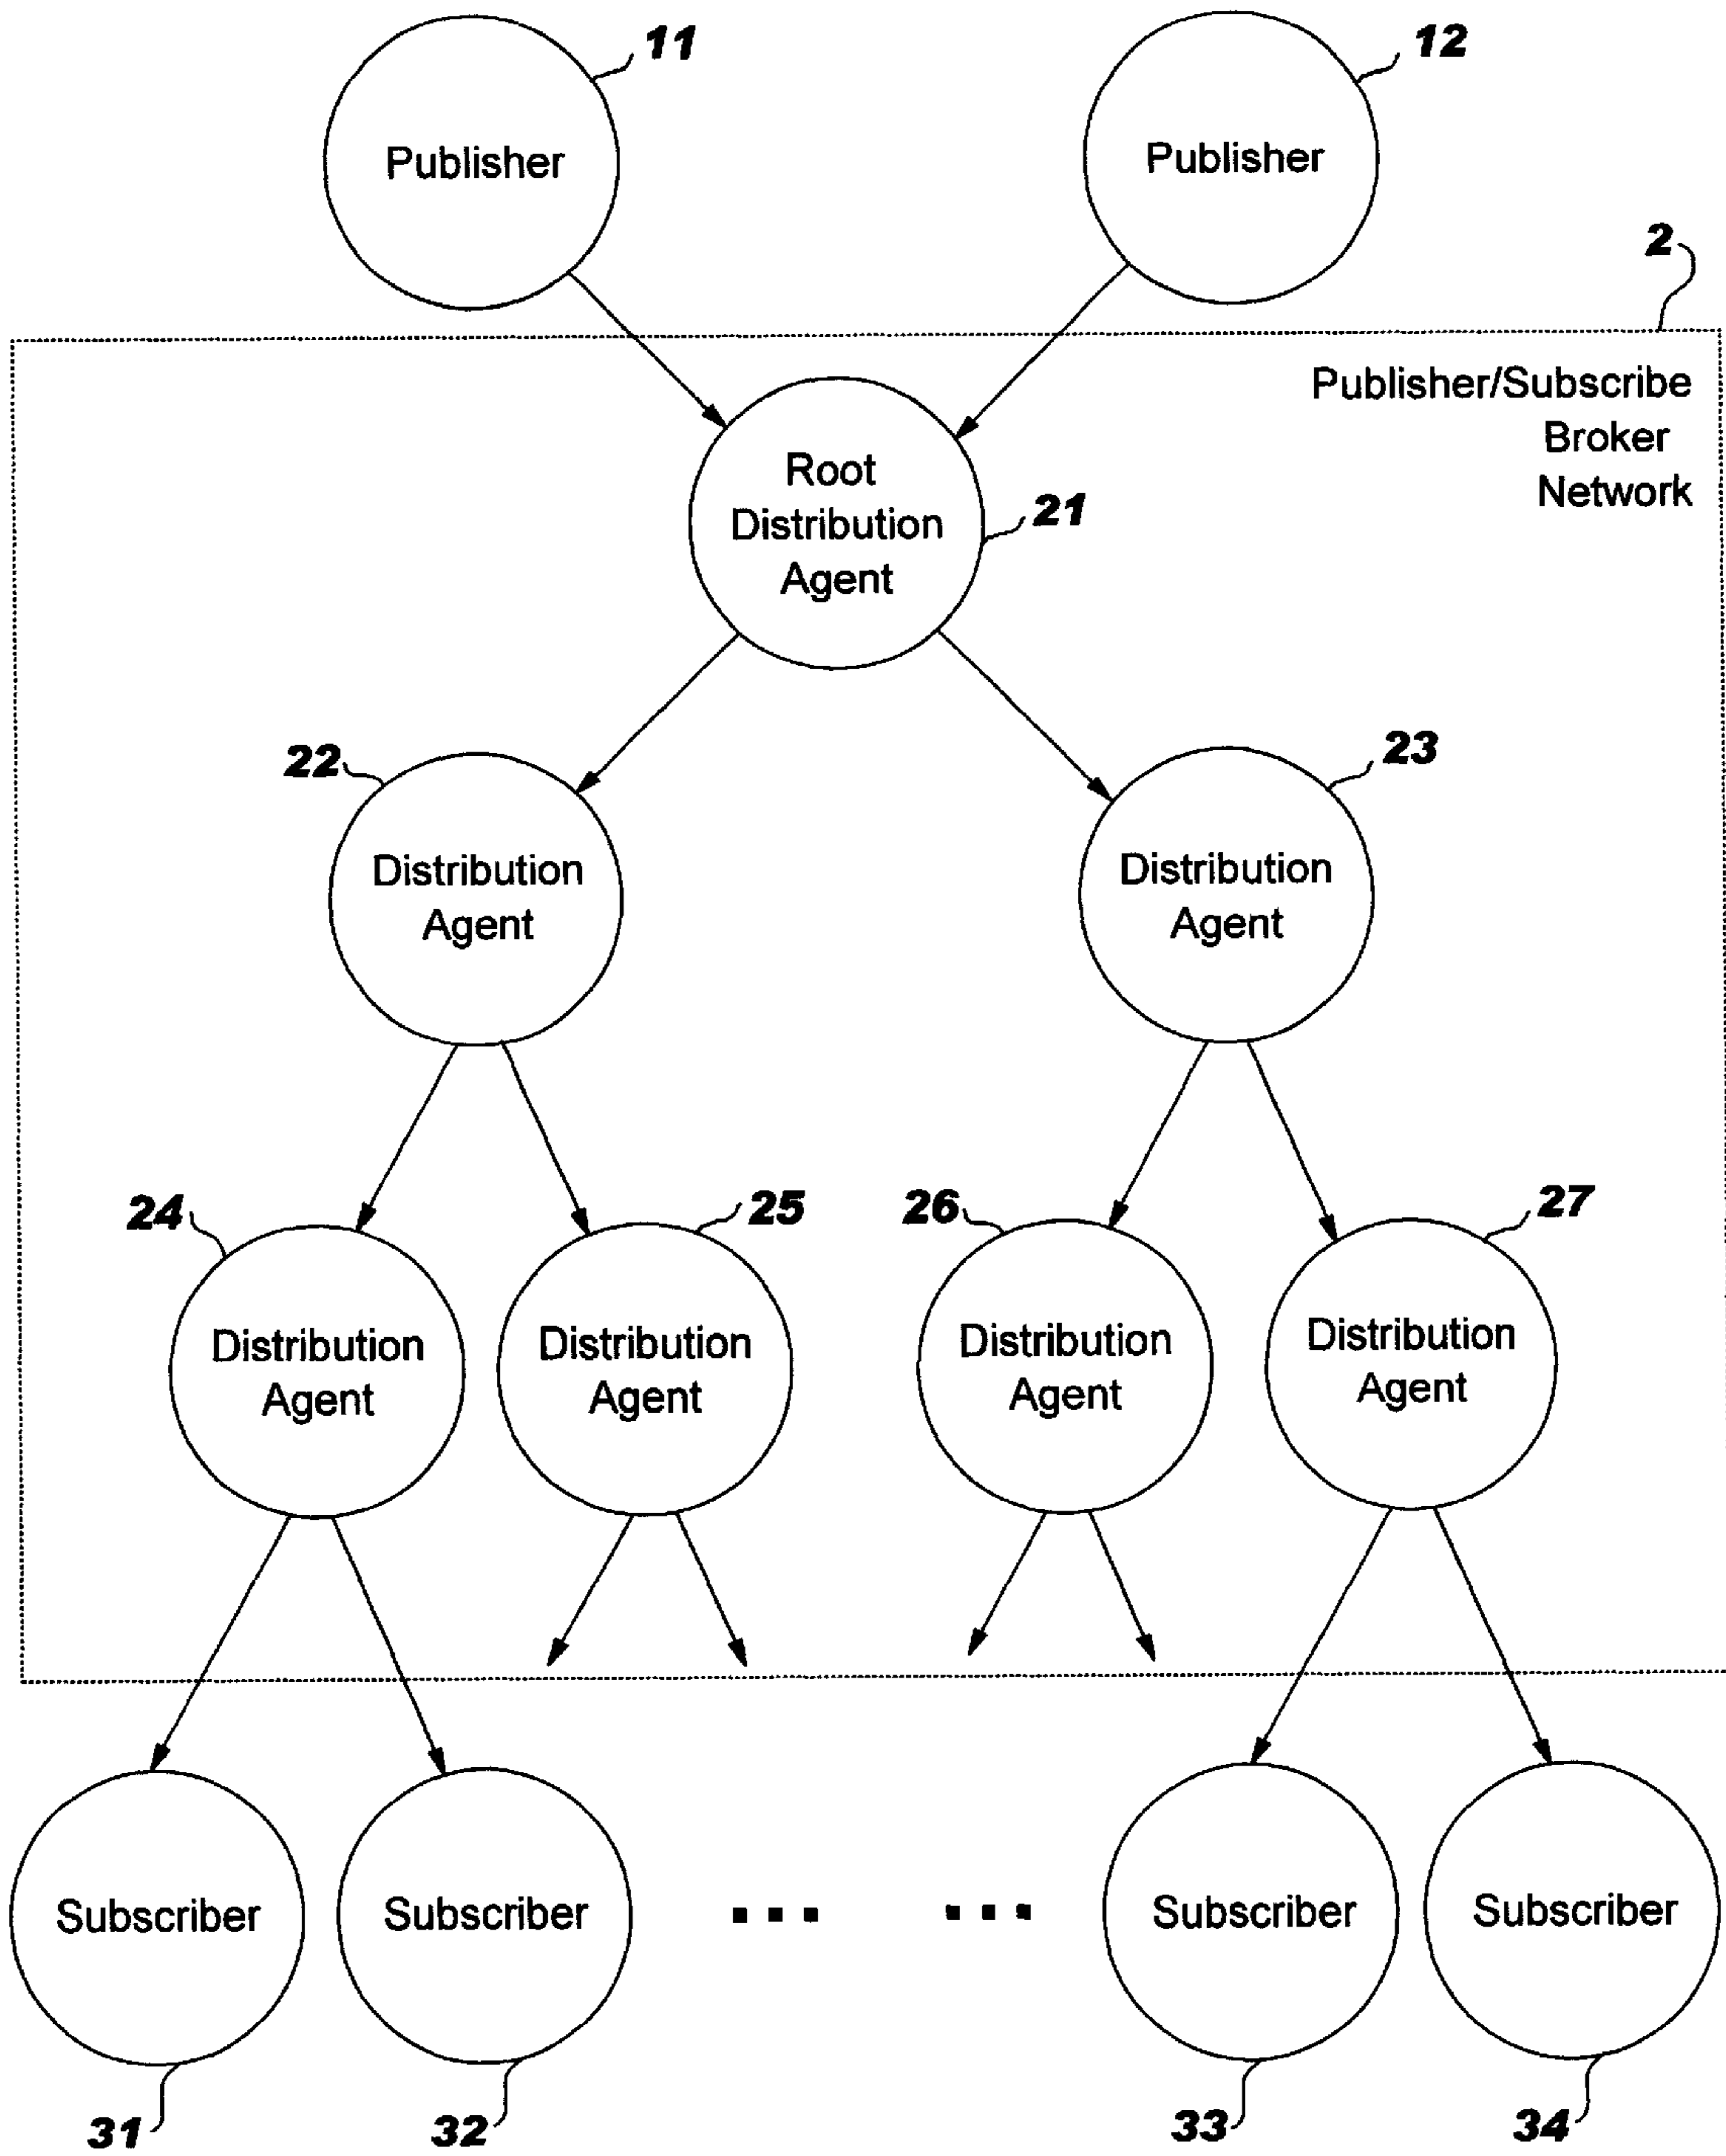 11
12
Publisher
Publisher
2
Publisher/Subscribe
Broker
Network
Root
Distribution
Agent
21
22
23
Distribution
Agent
Distribution
Agent
24
25
26
27
Distribution
Agent
Distribution
Agent
Distribution
Agent
Distribution
Agent
Subscriber
Subscriber
Subscriber
Subscriber
31
32
33
34